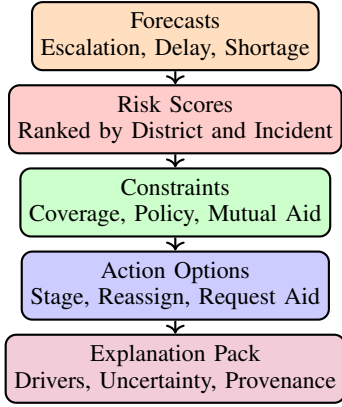 Forecasts
Escalation, Delay, Shortage
Risk Scores
Ranked by District and Incident
Constraints
Coverage, Policy, Mutual Aid
Action Options
Stage, Reassign, Request Aid
Explanation Pack
Drivers, Uncertainty, Provenance